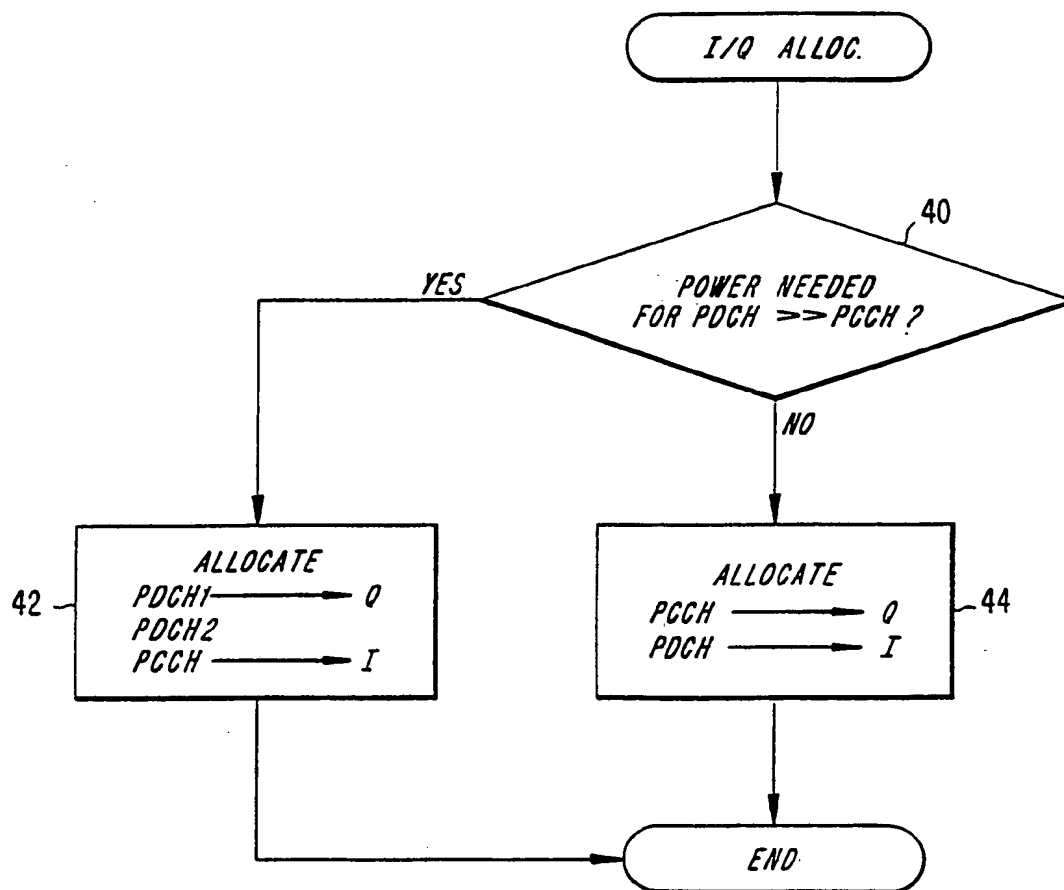 I/Q ALLOC.
40
POWER NEEDED
FOR PDCH >> PCCH ?
YES
NO
42
ALLOCATE
PDCH1 → Q
PDCH2
PCCH → I
44
ALLOCATE
PCCH → Q
PDCH → I
END